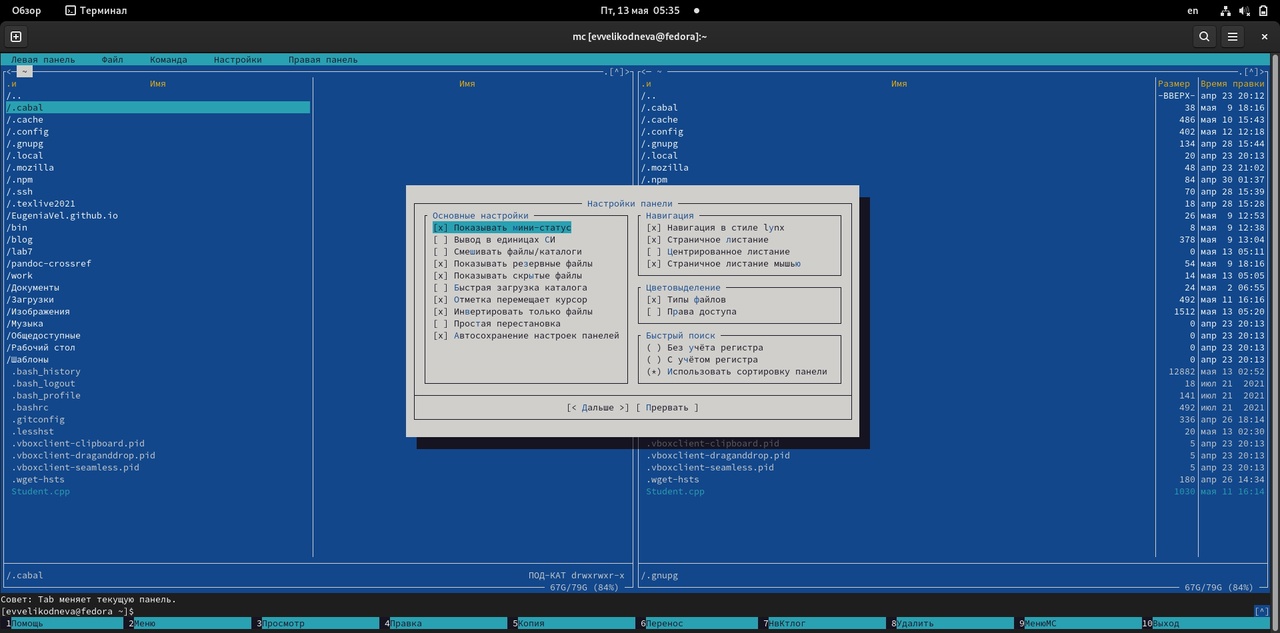 Обзор Терминал Пт, 13 мая 05:35 en
mc [evvelikodneva@fedora]:~
Левая панель Файл Команда Настройки Правая панель
<─ ~ .[^]> <─ ~ .[^]>
.и Имя Имя .и Имя Размер Время правки
/.. /.. -ВВЕРХ- апр 23 20:12
/.cabal /.cabal 38 мая 9 18:16
/.cache /.cache 486 мая 10 15:43
/.config /.config 402 мая 12 12:18
/.gnupg /.gnupg 134 апр 28 15:44
/.local /.local 20 апр 23 20:13
/.mozilla /.mozilla 48 апр 23 21:02
/.npm /.npm 84 апр 30 01:37
/.ssh 70 апр 28 15:39
/.texlive2021 Настройки панели 18 апр 28 15:28
/EugeniaVel.github.io Основные настройки Навигация 26 мая 9 12:53
/bin [x] Показывать мини-статус [x] Навигация в стиле lynx 8 мая 9 12:38
/blog [ ] Вывод в единицах СИ [x] Страничное листание 378 мая 9 13:04
/lab7 [ ] Смешивать файлы/каталоги [ ] Центрированное листание 0 мая 13 05:11
/pandoc-crossref [x] Показывать резервные файлы [x] Страничное листание мышью 54 мая 9 18:16
/work [x] Показывать скрытые файлы 14 мая 13 05:05
/Документы [ ] Быстрая загрузка каталога Цветовыделение 24 мая 2 06:55
/Загрузки [x] Отметка перемещает курсор [x] Типы файлов 492 мая 11 16:16
/Изображения [x] Инвертировать только файлы [ ] Права доступа 1512 мая 13 05:20
/Музыка [ ] Простая перестановка 0 апр 23 20:13
/Общедоступные [x] Автосохранение настроек панелей Быстрый поиск 0 апр 23 20:13
/Рабочий стол ( ) Без учёта регистра 0 апр 23 20:13
/Шаблоны ( ) С учётом регистра 0 апр 23 20:13
.bash_history (*) Использовать сортировку панели 12882 мая 13 02:52
.bash_logout 18 июл 21 2021
.bash_profile 141 июл 21 2021
.bashrc [< Дальше >] [ Прервать ] 492 июл 21 2021
.gitconfig 336 апр 26 18:14
.lesshst 20 мая 13 02:30
.vboxclient-clipboard.pid .vboxclient-clipboard.pid 5 апр 23 20:13
.vboxclient-draganddrop.pid .vboxclient-draganddrop.pid 5 апр 23 20:13
.vboxclient-seamless.pid .vboxclient-seamless.pid 5 апр 23 20:13
.wget-hsts .wget-hsts 180 апр 26 14:34
Student.cpp Student.cpp 1030 мая 11 16:14
/.cabal ПОД-КАТ drwxrwxr-x /.gnupg
67G/79G (84%) 67G/79G (84%)
Совет: Tab меняет текущую панель.
[evvelikodneva@fedora ~]$ [^]
1Помощь 2Меню 3Просмотр 4Правка 5Копия 6Перенос 7НвКтлог 8Удалить 9МенюMC 10Выход